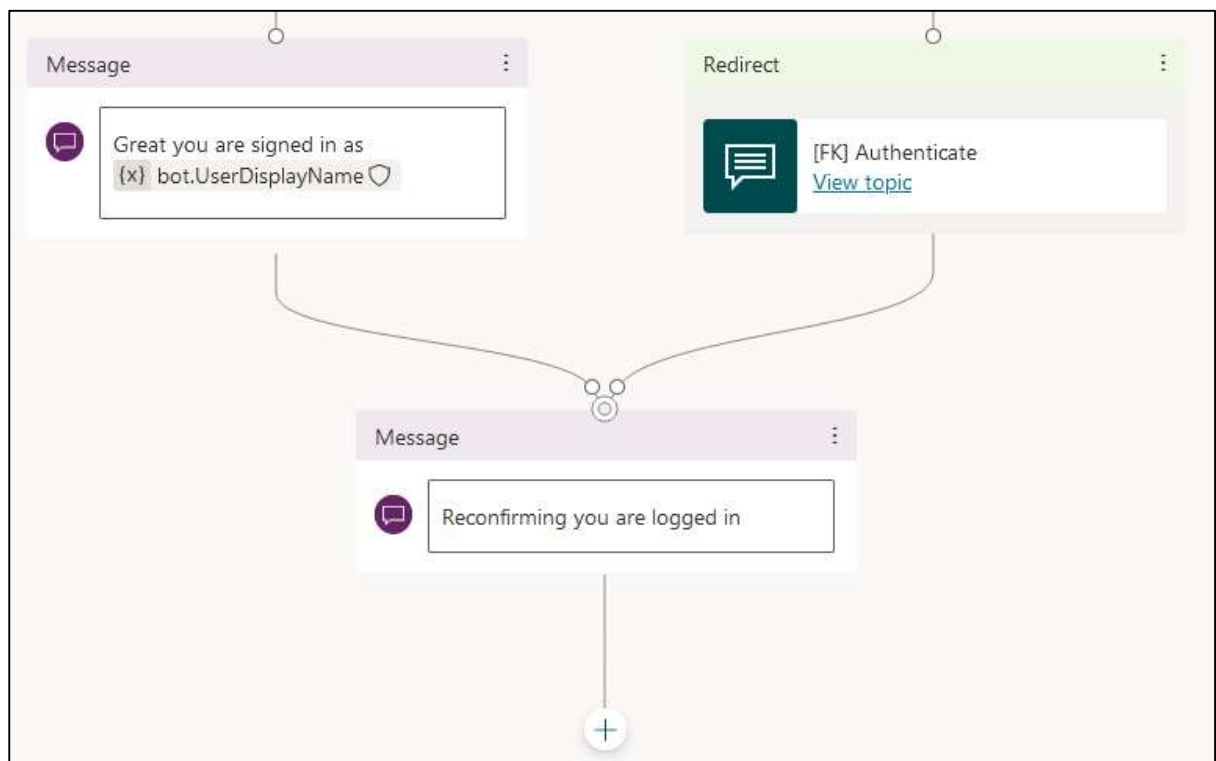 Message
Great you are signed in as
{x} bot.UserDisplayName
Redirect
[FK] Authenticate
View topic
Message
Reconfirming you are logged in